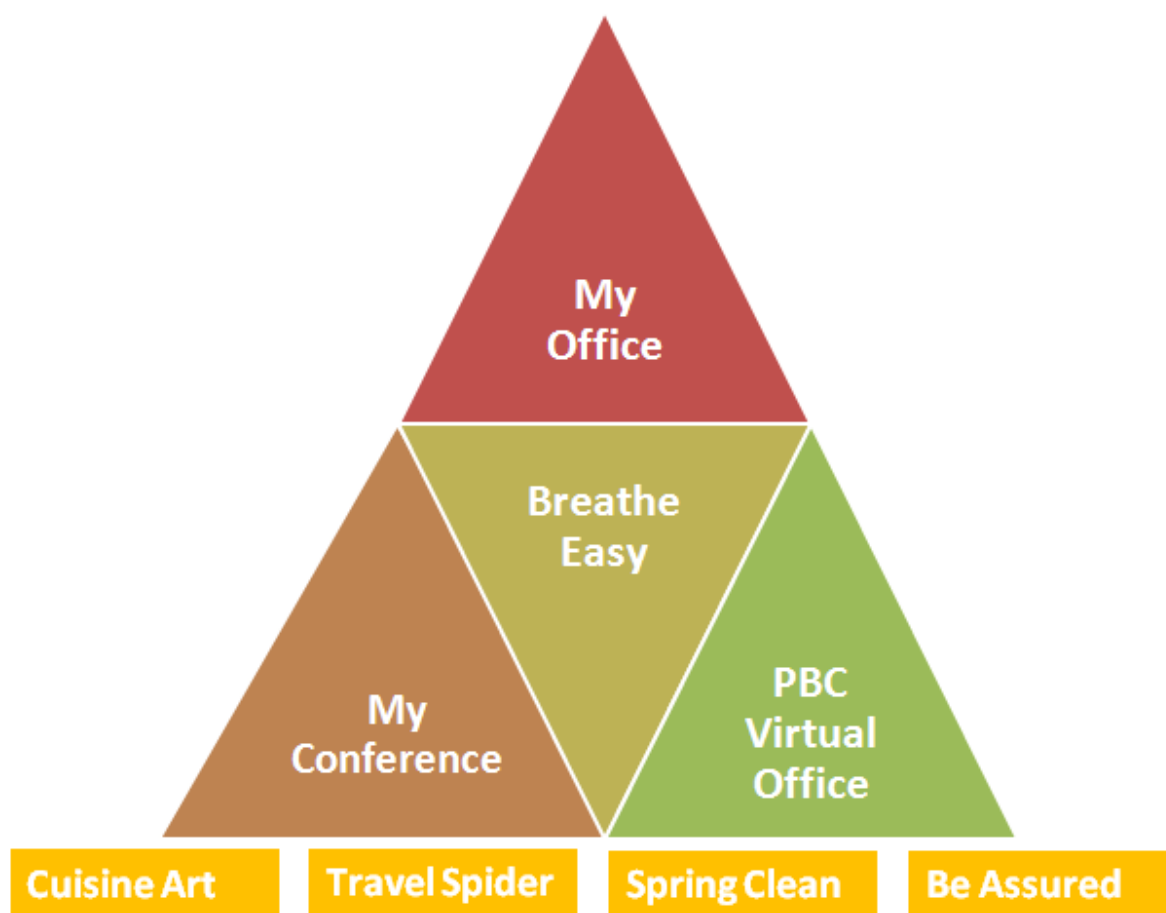 My
Office
Breathe
Easy
My
Conference
PBC
Virtual
Office
Cuisine Art
Travel Spider
Spring Clean
Be Assured